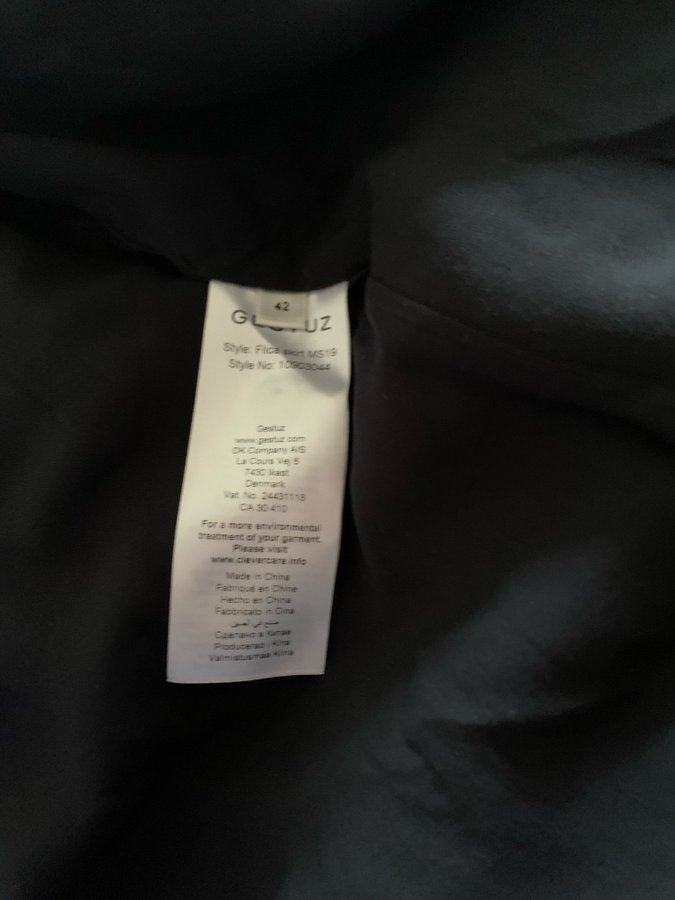 42
GESTUZ
Style: skirt MS19
Style No: 10903044
Gestuz
www.gestuz.com
DK Company A/S
La Cours Vej 6
7430 Ikast
Denmark
Vat. No. 24431118
CA 30 410
For a more environmental
treatment of your garment.
Please visit
www.clevercare.info
Made in China
Fabriqué en Chine
Hecho en China
Fabbricato in Cina
صنع في الصين
Сделано в Китае
Producerad i Kina
Valmistusmaa Kiina